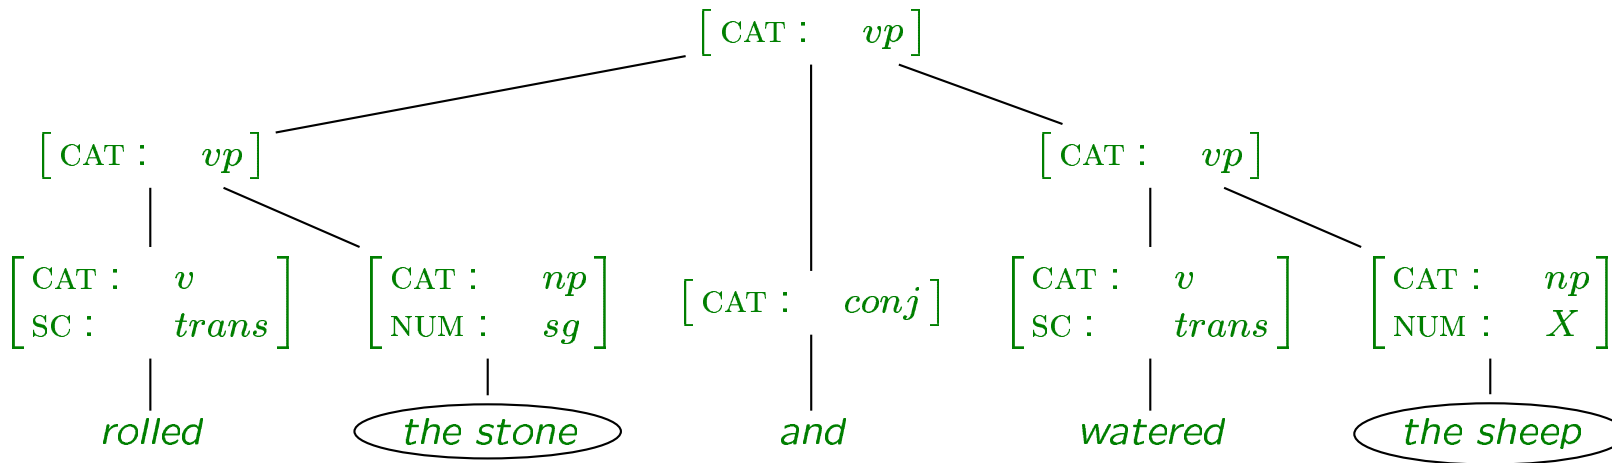 [ CAT : vp ]
[ CAT : vp ] [ CAT : vp ]
[ CAT : v [ CAT : np [ CAT : v [ CAT : np
SC : trans ] NUM : sg ] [ CAT : conj ] SC : trans ] NUM : X ]
rolled the stone and watered the sheep